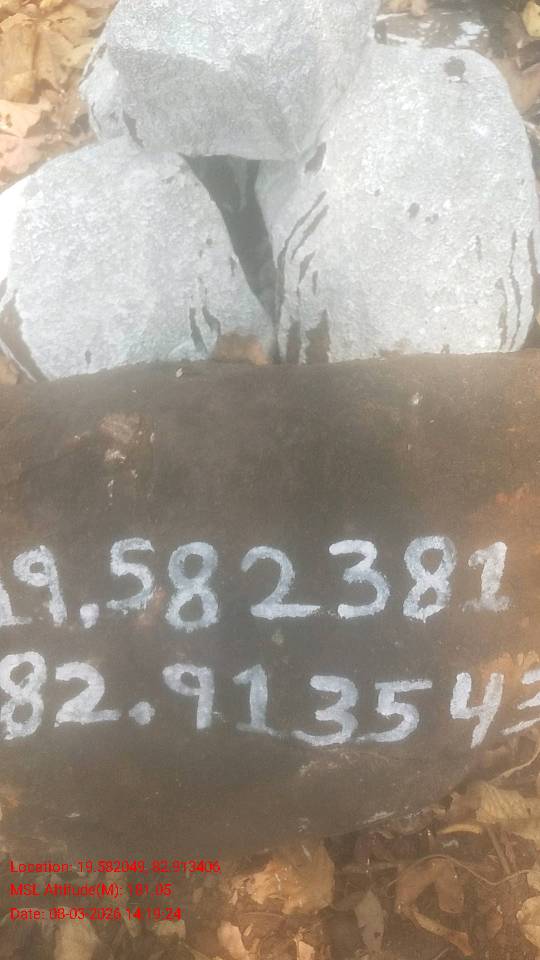 19.582381
82.913543
Location: 19.582049, 82.913406
MSL Altitude(M): 191.05
Date: 08-03-2026 14:19:24